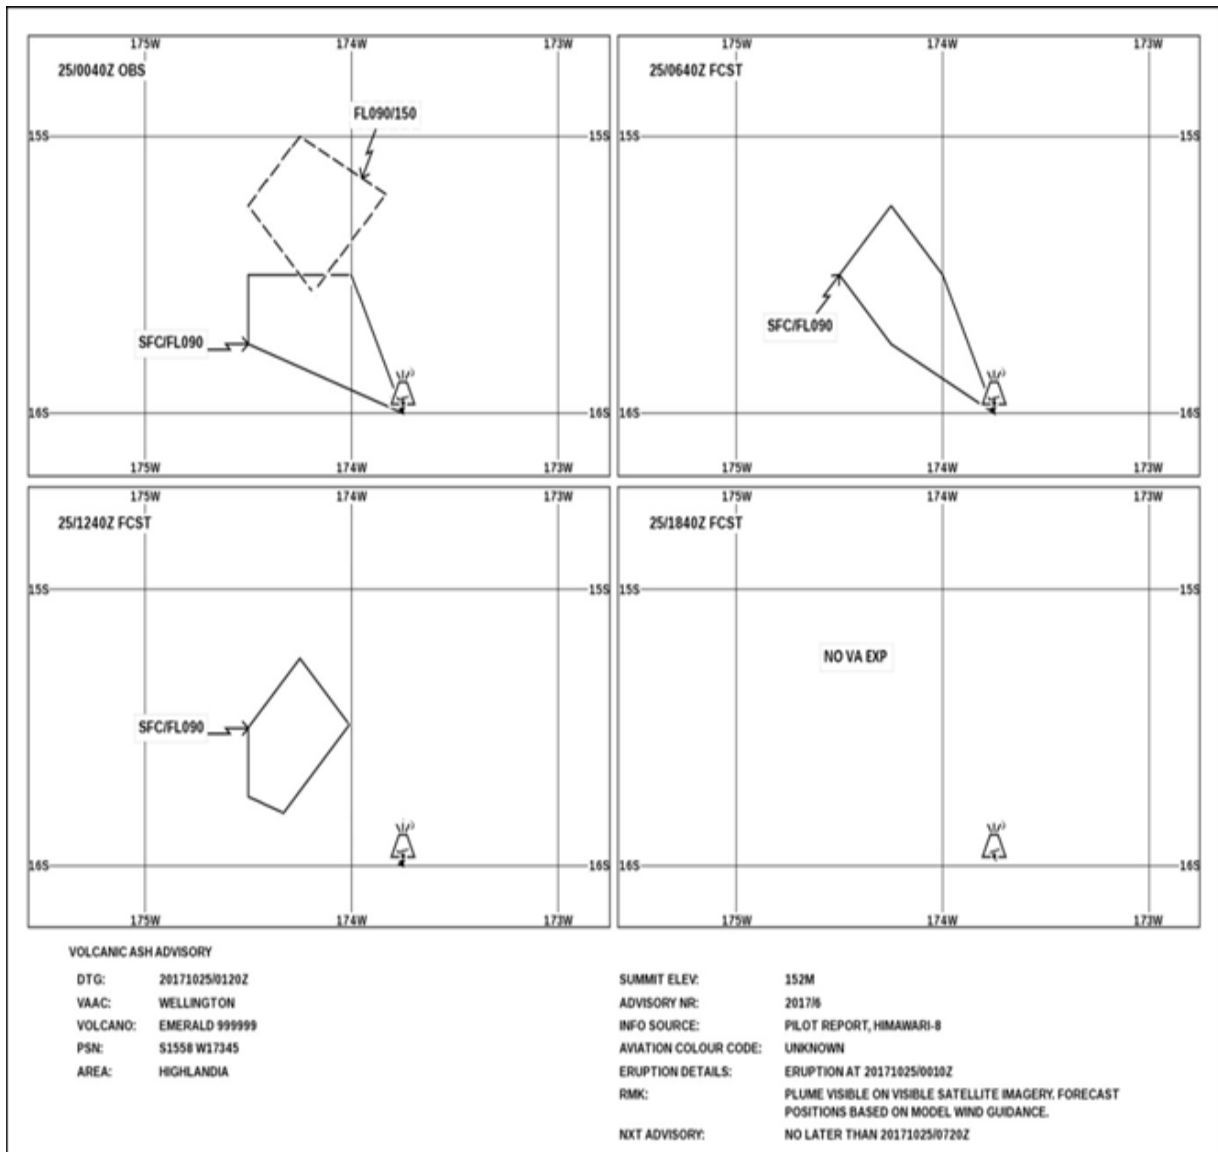 175W 174W 173W
25/0040Z OBS
FL090/150
15S 15S
SFC/FL090
16S 16S
175W 174W 173W
175W 174W 173W
25/0640Z FCST
15S 15S
SFC/FL090
16S 16S
175W 174W 173W
175W 174W 173W
25/1240Z FCST
15S 15S
SFC/FL090
16S 16S
175W 174W 173W
175W 174W 173W
25/1840Z FCST
15S 15S
NO VA EXP
16S 16S
175W 174W 173W
VOLCANIC ASH ADVISORY
DTG: 20171025/0120Z
VAAC: WELLINGTON
VOLCANO: EMERALD 999999
PSN: S1558 W17345
AREA: HIGHLANDIA
SUMMIT ELEV: 152M
ADVISORY NR: 2017/6
INFO SOURCE: PILOT REPORT, HIMAWARI-8
AVIATION COLOUR CODE: UNKNOWN
ERUPTION DETAILS: ERUPTION AT 20171025/0010Z
RMK: PLUME VISIBLE ON VISIBLE SATELLITE IMAGERY. FORECAST
POSITIONS BASED ON MODEL WIND GUIDANCE.
NXT ADVISORY: NO LATER THAN 20171025/0720Z